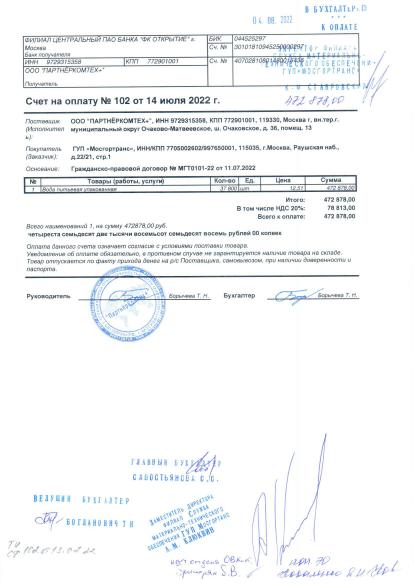 В БУХГАЛТЕРИЮ
04 08. 2022
К ОПЛАТЕ
ФИЛИАЛ ЦЕНТРАЛЬНЫЙ ПАО БАНКА "ФК ОТКРЫТИЕ" г. Москва
Банк получателя
БИК 044525297
Сч. № 30101810945250000297
ИНН 9729315358 КПП 772901001
Сч. №
ООО "ПАРТНЁРКОМТЕХ+"
Получатель
ГУП «МОСГОРТРАНС»
472 878,00
Счет на оплату № 102 от 14 июля 2022 г.
Поставщик (Исполнитель): ООО "ПАРТНЁРКОМТЕХ+", ИНН 9729315358, КПП 772901001, 119330, Москва г, вн.тер.г. муниципальный округ Очаково-Матвеевское, ш. Очаковское, д. 36, помещ. 13
Покупатель (Заказчик): ГУП «Мосгортранс», ИНН/КПП 7705002602/997650001, 115035, г.Москва, Раушная наб., д.22/21, стр.1
Основание: Гражданско-правовой договор № МГТ0101-22 от 11.07.2022
№ Товары (работы, услуги) Кол-во Ед. Цена Сумма
1 Вода питьевая упакованная 37 800 шт 12,51 472 878,00
Итого: 472 878,00
В том числе НДС 20%: 78 813,00
Всего к оплате: 472 878,00
Всего наименований 1, на сумму 472878,00 руб.
четыреста семьдесят две тысячи восемьсот семьдесят восемь рублей 00 копеек
Оплата данного счета означает согласие с условиями поставки товара.
Уведомление об оплате обязательно, в противном случае не гарантируется наличие товара на складе.
Товар отпускается по факту прихода денег на р/с Поставщика, самовывозом, при наличии доверенности и паспорта.
Руководитель Борычева Т. Н. Бухгалтер Борычева Т. Н.
ГЛАВНЫЙ БУХГАЛТЕР
САВОСТЬЯНОВА С.С.
ВЕДУЩИЙ БУХГАЛТЕР
БОГДАНОВИЧ Т Н
ЗАМЕСТИТЕЛЬ ДИРЕКТОРА
ФИЛИАЛ СЛУЖБА
МАТЕРИАЛЬНО-ТЕХНИЧЕСКОГО
ОБЕСПЕЧЕНИЯ ГУП МОСГОРТРАНС
А.М. КЛЮКВИН